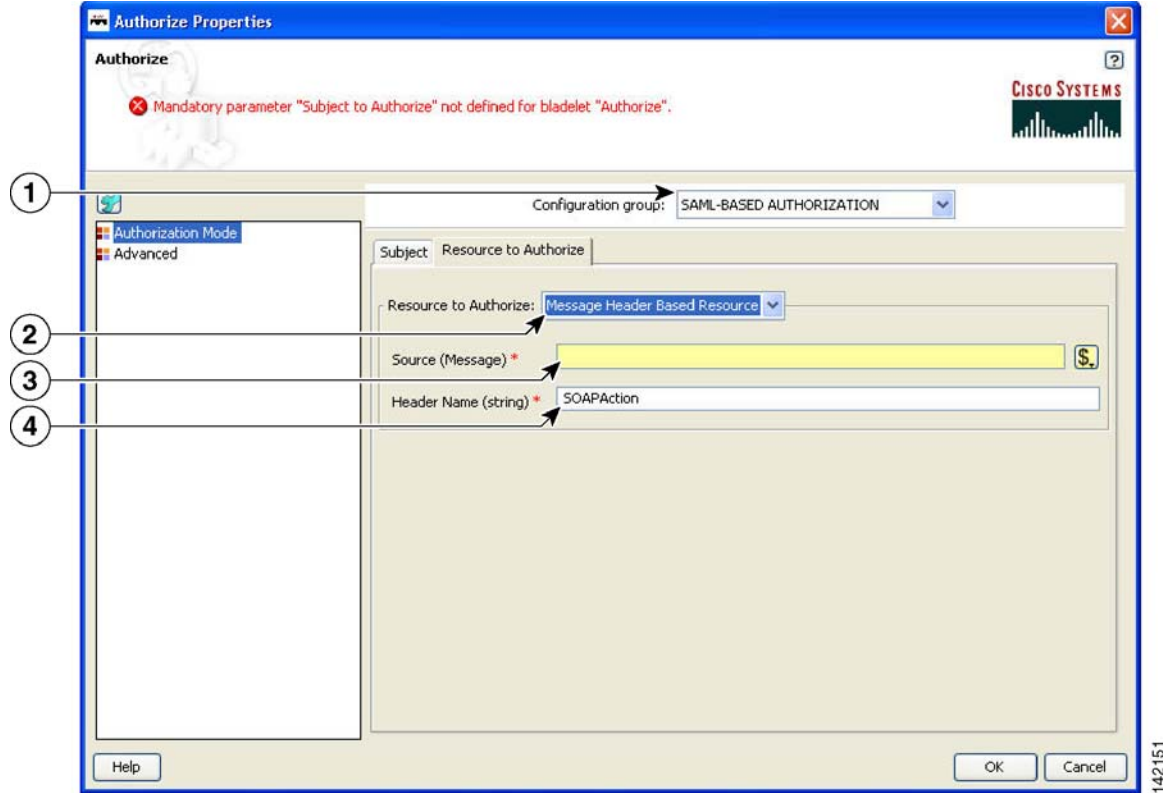 Authorize Properties
Authorize
?
Mandatory parameter "Subject to Authorize" not defined for bladelet "Authorize".
CISCO SYSTEMS
1
Configuration group: SAML-BASED AUTHORIZATION
Authorization Mode
Advanced
Subject Resource to Authorize
2
Resource to Authorize: Message Header Based Resource
3
Source (Message) * $
4
Header Name (string) * SOAPAction
Help OK Cancel
142151